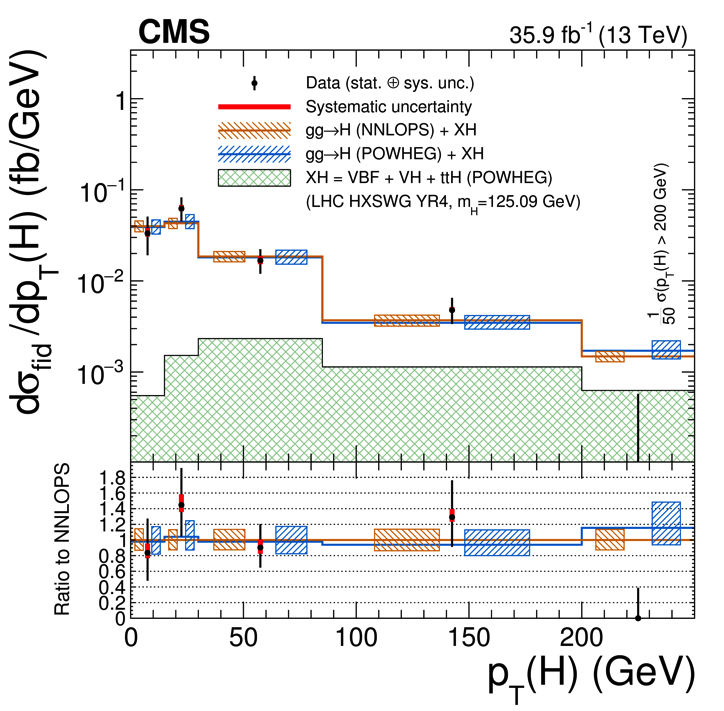 CMS
35.9 fb⁻¹ (13 TeV)
Data (stat. ⊕ sys. unc.)
Systematic uncertainty
gg→H (NNLOPS) + XH
gg→H (POWHEG) + XH
XH = VBF + VH + ttH (POWHEG)
(LHC HXSWG YR4, m_H=125.09 GeV)
1/50 σ(p_T(H) > 200 GeV)
dσ_fid /dp_T(H) (fb/GeV)
1
10⁻¹
10⁻²
10⁻³
Ratio to NNLOPS
1.8
1.6
1.4
1.2
1
0.8
0.6
0.4
0.2
0
0 50 100 150 200
p_T(H) (GeV)